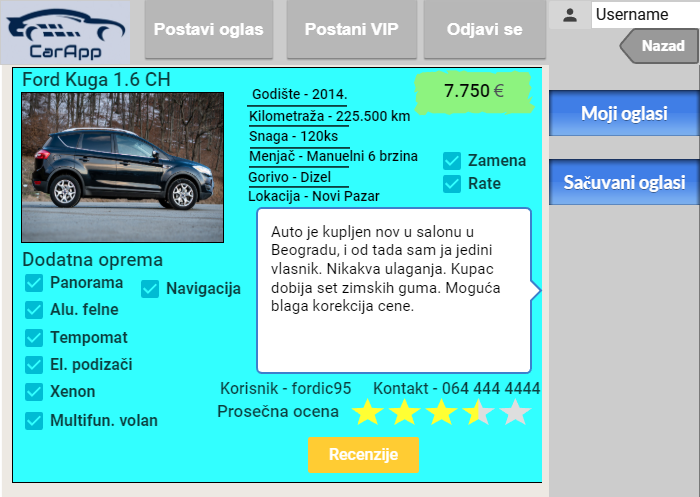 CarApp
Postavi oglas
Postani VIP
Odjavi se
Username
Nazad
Moji oglasi
Sačuvani oglasi
Ford Kuga 1.6 CH
Godište - 2014.
Kilometraža - 225.500 km
Snaga - 120ks
Menjač - Manuelni 6 brzina
Gorivo - Dizel
Lokacija - Novi Pazar
7.750 €
Zamena
Rate
Auto je kupljen nov u salonu u
Beogradu, i od tada sam ja jedini
vlasnik. Nikakva ulaganja. Kupac
dobija set zimskih guma. Moguća
blaga korekcija cene.
Dodatna oprema
Panorama
Navigacija
Alu. felne
Tempomat
El. podizači
Xenon
Multifun. volan
Korisnik - fordic95
Kontakt - 064 444 4444
Prosečna ocena
Recenzije